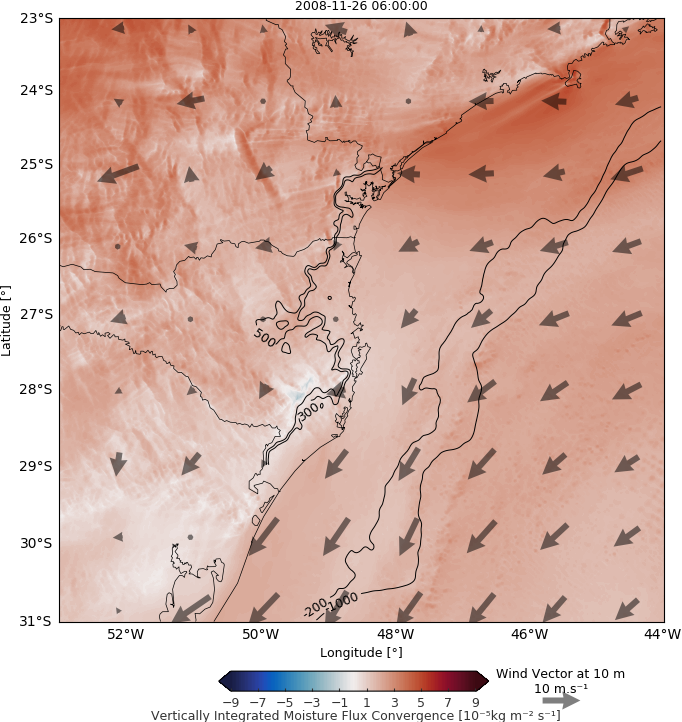 2008-11-26 06:00:00
23°S
24°S
25°S
26°S
27°S
28°S
29°S
30°S
31°S
Latitude [°]
500
300
-200
-1000
52°W 50°W 48°W 46°W 44°W
Longitude [°]
Wind Vector at 10 m
10 m.s⁻¹
−9 −7 −5 −3 −1 1 3 5 7 9
Vertically Integrated Moisture Flux Convergence [10⁻⁵kg m⁻² s⁻¹]